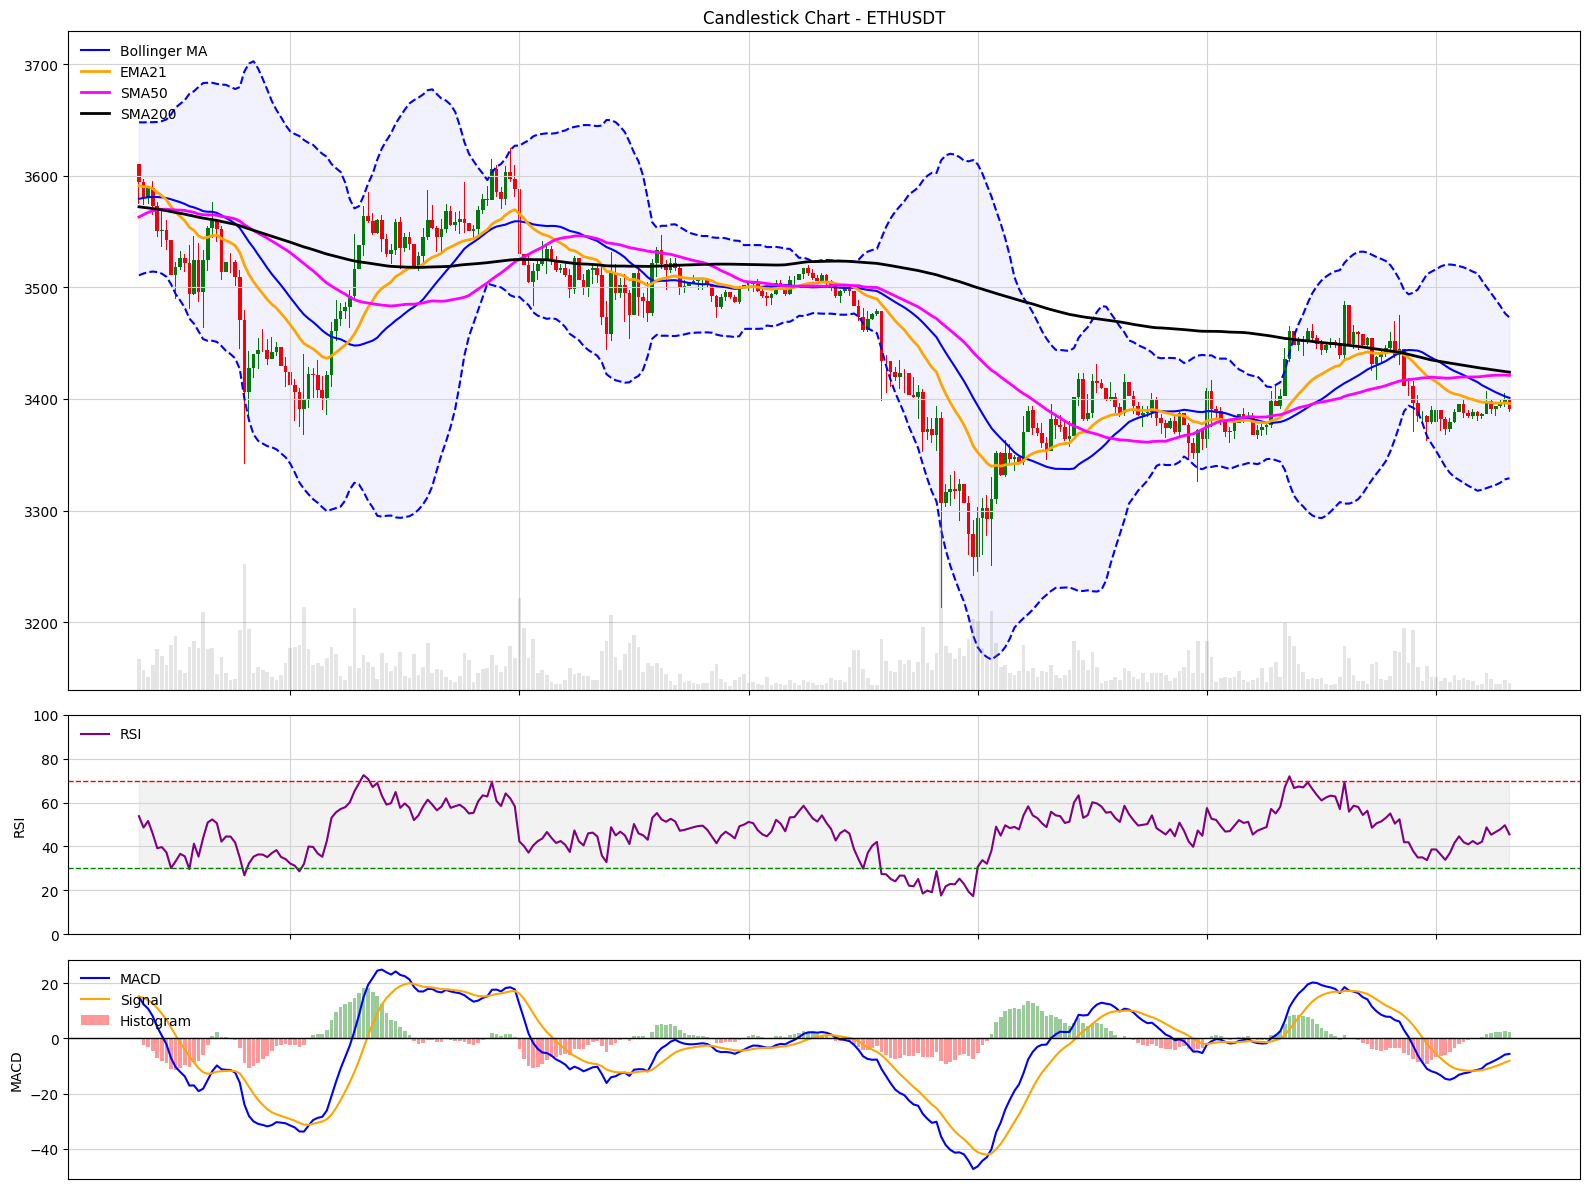 Candlestick Chart - ETHUSDT
Bollinger MA
EMA21
SMA50
SMA200
3700
3600
3500
3400
3300
3200
RSI
100
80
60
40
20
0
RSI
MACD
Signal
Histogram
20
0
−20
−40
MACD